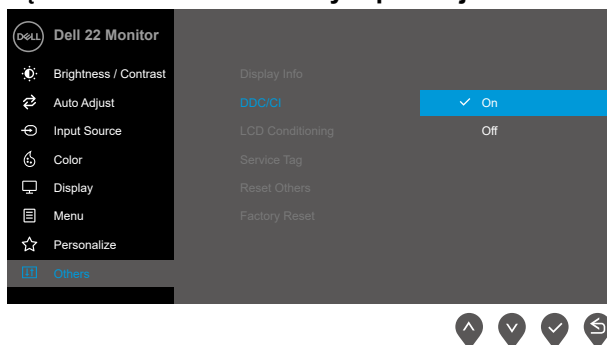 DELL Dell 22 Monitor
Brightness / Contrast
Display Info
Auto Adjust
DDC/CI
✓ On
Input Source
LCD Conditioning
Off
Color
Service Tag
Display
Reset Others
Menu
Factory Reset
Personalize
Others